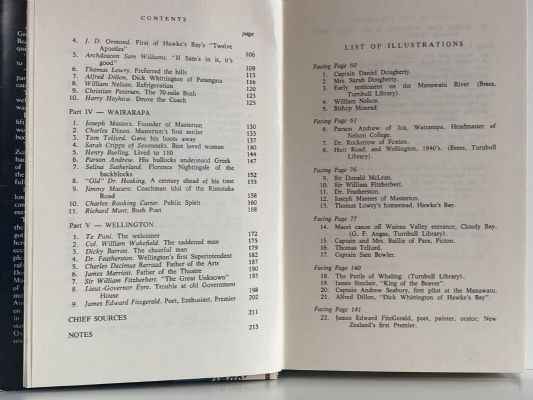 CONTENTS
page
4. J. D. Ormond. First of Hawke's Bay's "Twelve
Apostles" 106
5. Archdeacon Sam Williams. "If Sam's in it, it's
good" 109
6. Thomas Lowry. Preferred the hills 113
7. Alfred Dillon. Dick Whittington of Patangata 116
8. William Nelson. Refrigeration 120
9. Christian Petersen. The 70-mile Bush 123
10. Harry Hayhow. Drove the Coach 125
Part IV — WAIRARAPA
1. Joseph Masters. Founder of Masterton 130
2. Charles Dixon. Masterton's first settler 133
3. Tom Telford. Gave his boots away 137
4. Sarah Cripps of Sevenoaks. Best loved woman 140
5. Henry Burling. Lived to 110 144
6. Parson Andrew. His bullocks understood Greek 147
7. Selina Sutherland. Florence Nightingale of the
backblocks 152
8. "Old" Dr. Hosking. A century ahead of his time 155
9. Jimmy Macara. Coachman idol of the Rimutaka
Road 158
10. Charles Rooking Carter. Public Spirit 160
11. Richard Mant, Bush Poet 168
Part V — WELLINGTON
1. Te Puni. The welcomer 172
2. Col. William Wakefield. The saddened man 175
3. Dicky Barrett. The cheerful man 179
4. Dr. Featherston. Wellington's first Superintendent 182
5. Charles Decimus Barraud. Father of the Arts 187
6. James Marriott. Father of the Theatre 190
7. Sir William Fitzherbert. "The Great Unknown" 193
8. Lieut.-Governor Eyre. Trouble at old Government
House 198
9. James Edward Fitzgerald. Poet, Enthusiast, Premier 202
CHIEF SOURCES 211
NOTES 213
LIST OF ILLUSTRATIONS
Facing Page 60
1. Captain Daniel Dougherty.
2. Mrs. Sarah Dougherty.
3. Early settlement on the Manawatu River (Brees,
Turnbull Library).
4. William Nelson.
5. Bishop Monrad.
Facing Page 61
6. Parson Andrew of Ica, Wairarapa. Headmaster of
Nelson College.
7. Dr. Rockstrow of Foxton.
8. Hutt Road, and Wellington, 1840's. (Brees, Turnbull
Library).
Facing Page 76
9. Sir Donald McLean.
10. Sir William Fitzherbert.
11. Dr. Featherston.
12. Joseph Masters of Masterton.
13. Thomas Lowry's homestead, Hawke's Bay.
Facing Page 77
14. Maori canoe off Wairau Valley entrance, Cloudy Bay.
(G. F. Angas, Turnbull Library).
15. Captain and Mrs. Baillie of Para, Picton.
16. Thomas Telford.
17. Captain Sam Bowler.
Facing Page 140
18. The Perils of Whaling. (Turnbull Library).
19. James Sinclair, "King of the Beaver".
20. Captain Andrew Seabury, first pilot at the Manawatu.
21. Alfred Dillon, "Dick Whittington of Hawke's Bay".
Facing Page 141
22. James Edward FitzGerald, poet, painter, orator; New
Zealand's first Premier.